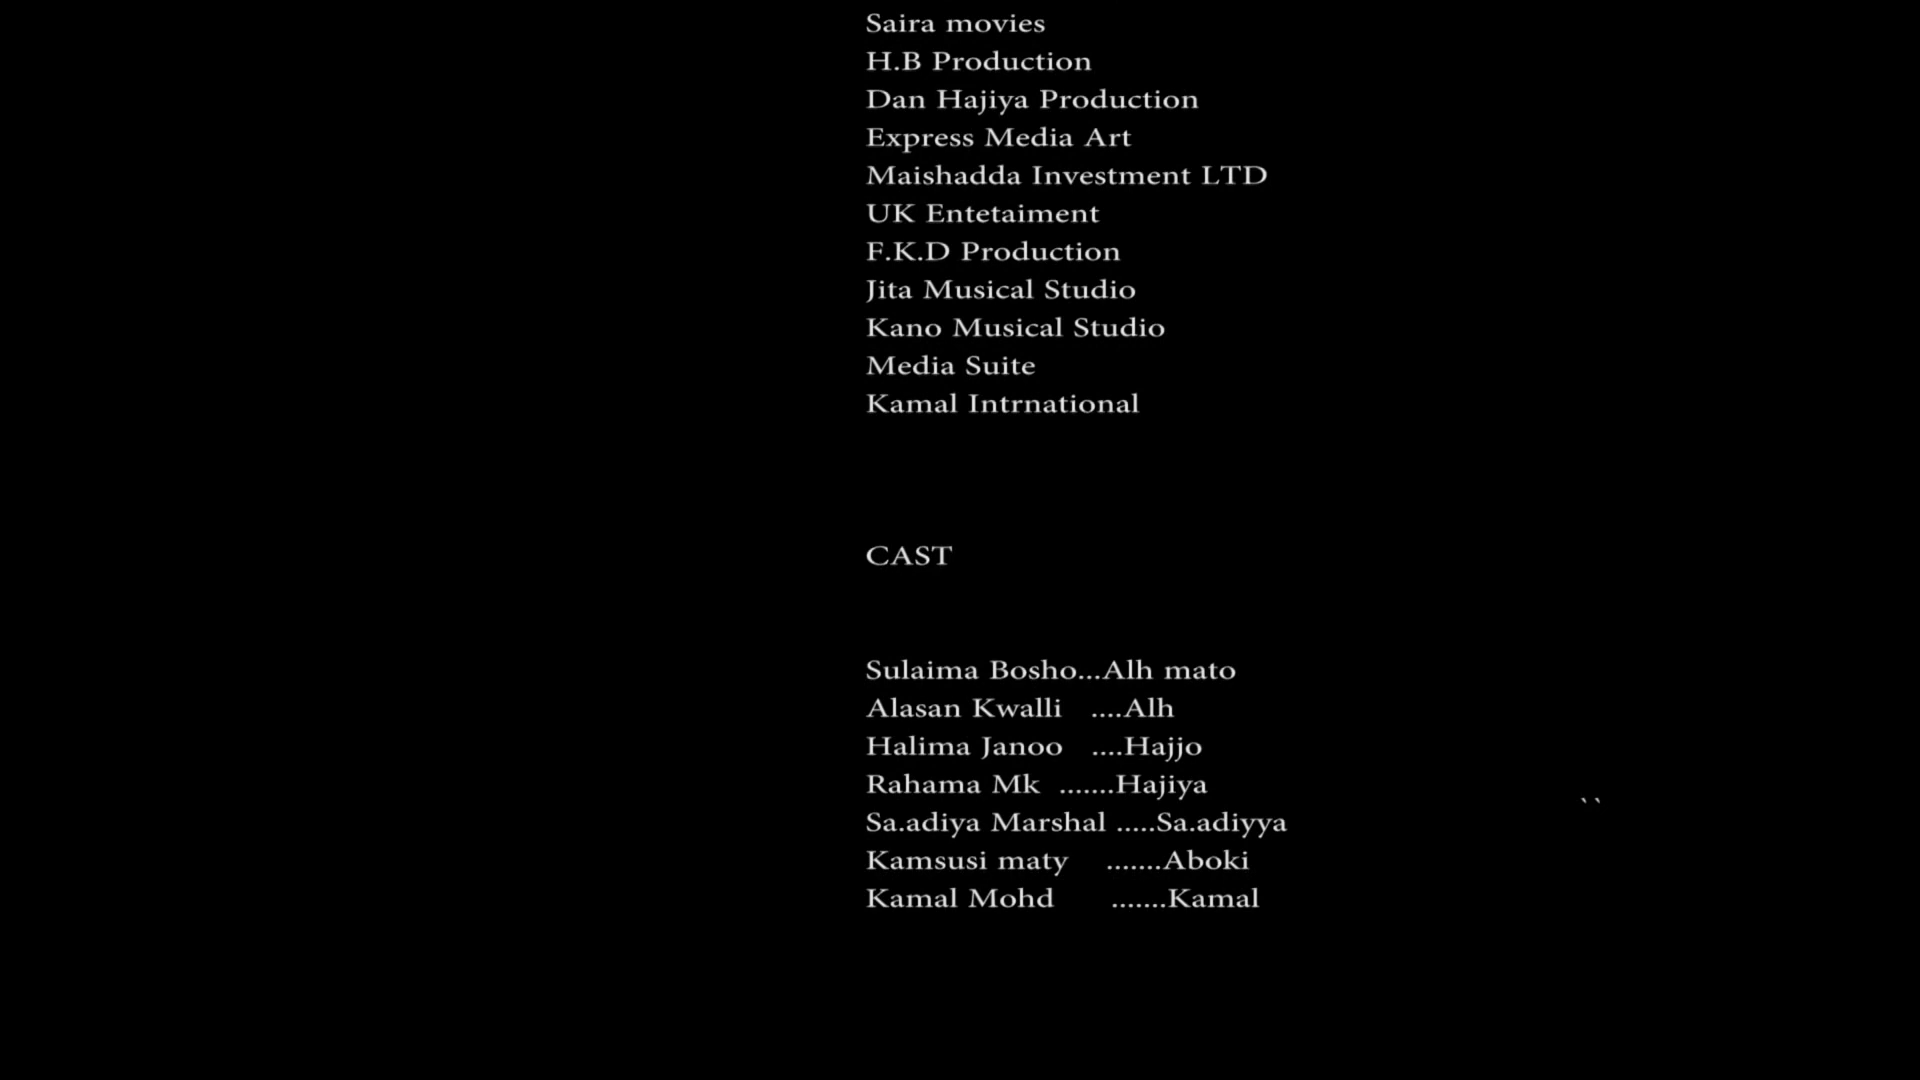 Saira movies
H.B Production
Dan Hajiya Production
Express Media Art
Maishadda Investment LTD
UK Entetaiment
F.K.D Production
Jita Musical Studio
Kano Musical Studio
Media Suite
Kamal Intrnational
CAST
Sulaima Bosho...Alh mato
Alasan Kwalli ....Alh
Halima Janoo ....Hajjo
Rahama Mk .......Hajiya
Sa.adiya Marshal .....Sa.adiyya
``
Kamsusi maty .......Aboki
Kamal Mohd .......Kamal